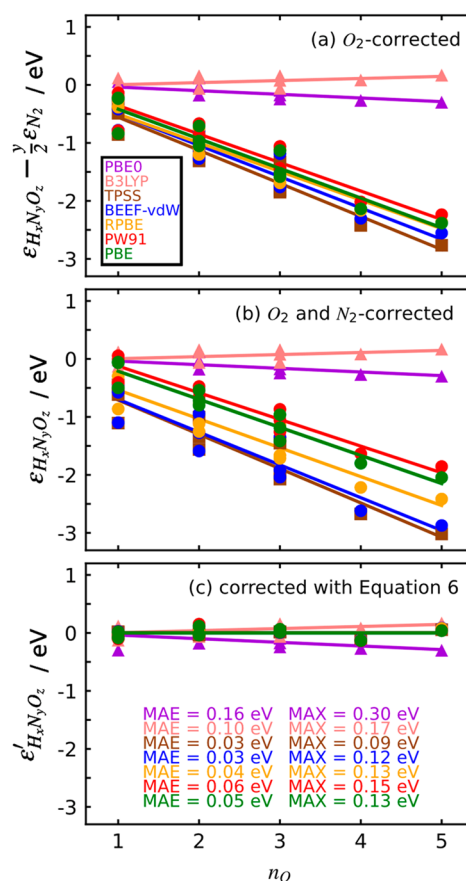 (a) O₂-corrected
1
0
-1
-2
-3
ε_{H_xN_yO_z} − \frac{y}{2}ε_{N_2} / eV
PBE0
B3LYP
TPSS
BEEF-vdW
RPBE
PW91
PBE
(b) O₂ and N₂-corrected
1
0
-1
-2
-3
ε_{H_xN_yO_z} / eV
(c) corrected with Equation 6
1
0
-1
-2
-3
ε′_{H_xN_yO_z} / eV
MAE = 0.16 eV MAX = 0.30 eV
MAE = 0.10 eV MAX = 0.17 eV
MAE = 0.03 eV MAX = 0.09 eV
MAE = 0.03 eV MAX = 0.12 eV
MAE = 0.04 eV MAX = 0.13 eV
MAE = 0.06 eV MAX = 0.15 eV
MAE = 0.05 eV MAX = 0.13 eV
1 2 3 4 5
n_O